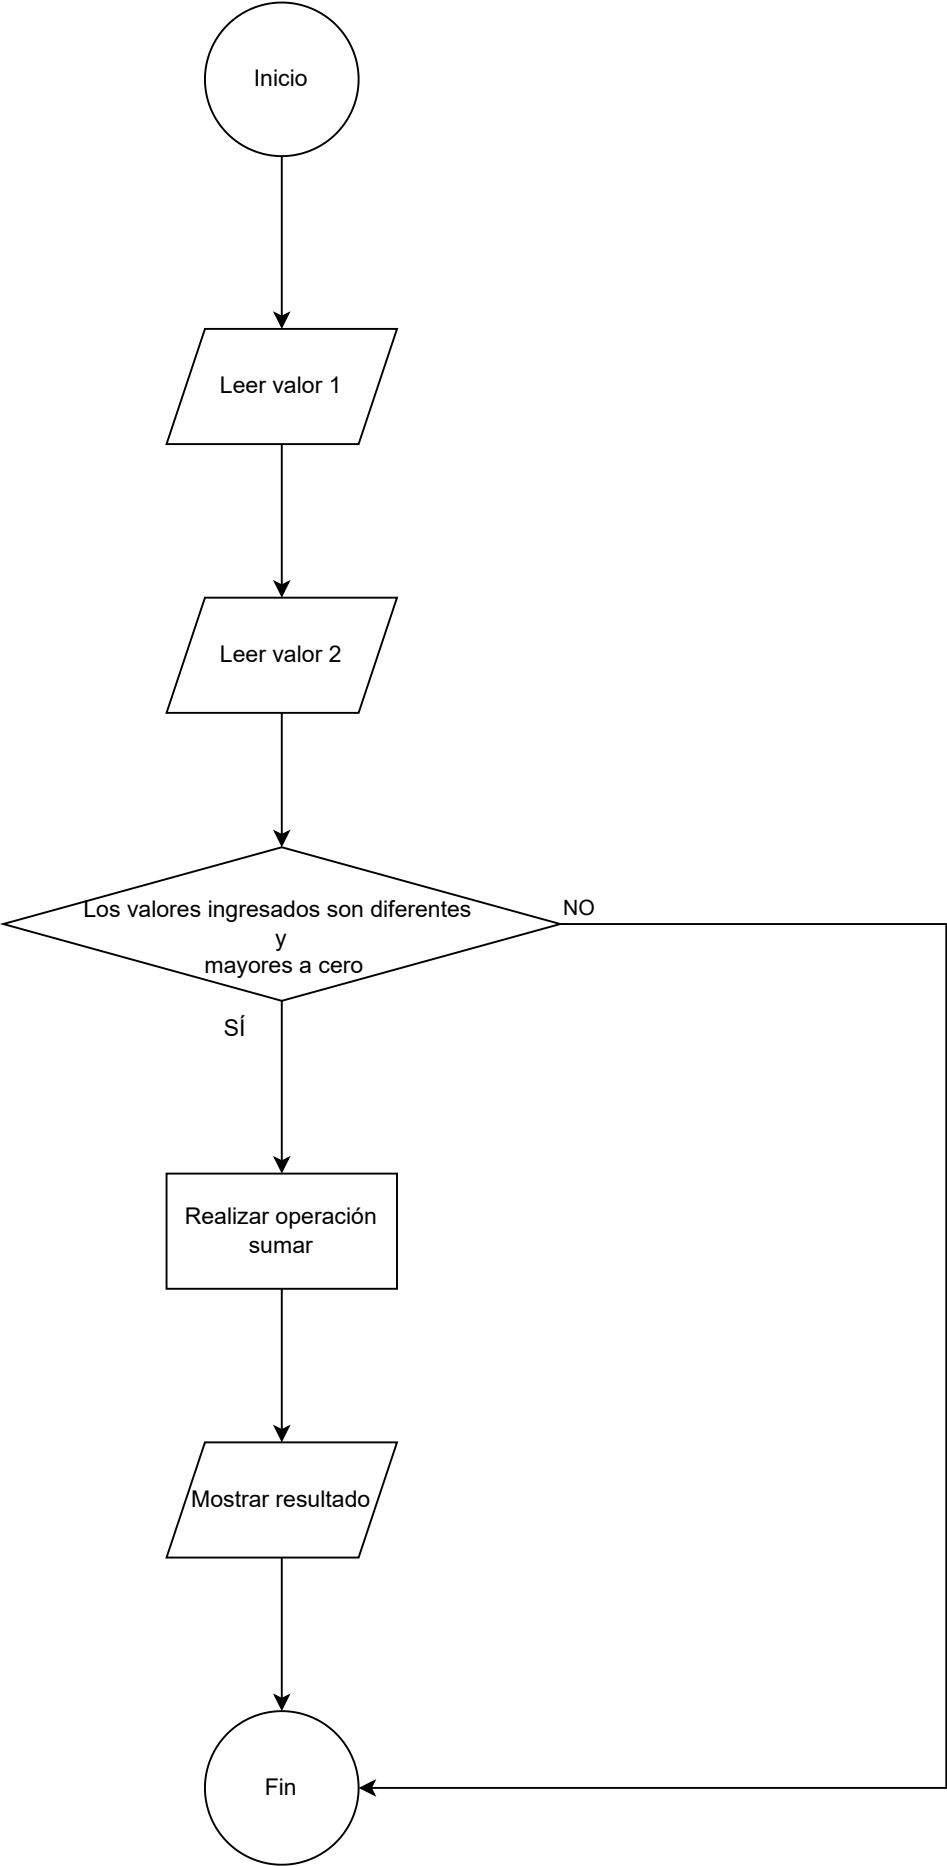 Inicio
Leer valor 1
Leer valor 2
Los valores ingresados son diferentes
y
mayores a cero
NO
SÍ
Realizar operación
sumar
Mostrar resultado
Fin